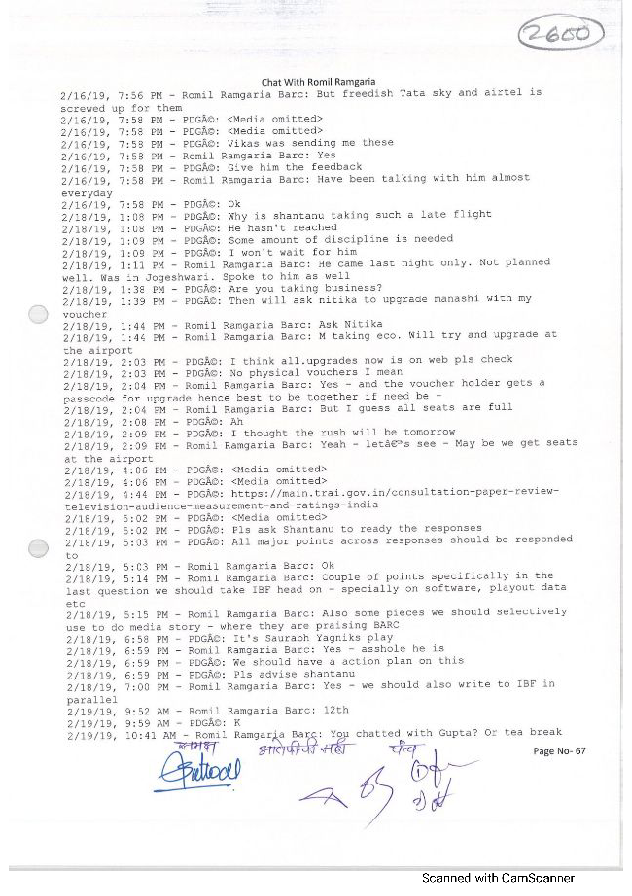 2600
Chat With Romil Ramgaria
2/16/19, 7:56 PM - Romil Ramgaria Barc: But freedish Tata sky and airtel is
screved up for them
2/16/19, 7:58 PM - PDGÂ©: <Media omitted>
2/16/19, 7:58 PM - PDGÂ©: <Media omitted>
2/16/19, 7:58 PM - PDGÂ©: Vikas was sending me these
2/16/19, 7:58 PM - Romil Ramgaria Barc: Yes
2/16/19, 7:58 PM - PDGÂ©: Give him the feedback
2/16/19, 7:58 PM - Romil Ramgaria Barc: Have been talking with him almost
everyday
2/16/19, 7:58 PM - PDGÂ©: Ok
2/18/19, 1:08 PM - PDGÂ©: Why is shantanu taking such a late flight
2/18/19, 1:08 PM - PDGÂ©: He hasn't reached
2/18/19, 1:09 PM - PDGÂ©: Some amount of discipline is needed
2/18/19, 1:09 PM - PDGÂ©: I won't wait for him
2/18/19, 1:11 PM - Romil Ramgaria Barc: He came last night only. Not planned
well. Was in Jogeshwari. Spoke to him as well
2/18/19, 1:38 PM - PDGÂ©: Are you taking business?
2/18/19, 1:39 PM - PDGÂ©: Then will ask nitika to upgrade manashi with my
voucher
2/18/19, 1:44 PM - Romil Ramgaria Barc: Ask Nitika
2/18/19, 1:44 PM - Romil Ramgaria Barc: M taking eco. Will try and upgrade at
the airport
2/18/19, 2:03 PM - PDGÂ©: I think all.upgrades now is on web pls check
2/18/19, 2:03 PM - PDGÂ©: No physical vouchers I mean
2/18/19, 2:04 PM - Romil Ramgaria Barc: Yes - and the voucher holder gets a
passcode for upgrade hence best to be together if need be -
2/18/19, 2:04 PM - Romil Ramgaria Barc: But I guess all seats are full
2/18/19, 2:08 PM - PDGÂ©: Ah
2/18/19, 2:09 PM - PDGÂ©: I thought the rush will be tomorrow
2/18/19, 2:09 PM - Romil Ramgaria Barc: Yeah - letâ€™s see - May be we get seats
at the airport
2/18/19, 4:06 PM - PDGÂ©: <Media omitted>
2/18/19, 4:06 PM - PDGÂ©: <Media omitted>
2/18/19, 4:44 PM - PDGÂ©: https://main.trai.gov.in/consultation-paper-review-
television-audience-measurement-and-ratings-india
2/18/19, 5:02 PM - PDGÂ©: <Media omitted>
2/18/19, 5:02 PM - PDGÂ©: Pls ask Shantanu to ready the responses
2/18/19, 5:03 PM - PDGÂ©: All major points across responses should be responded
to
2/18/19, 5:03 PM - Romil Ramgaria Barc: Ok
2/18/19, 5:14 PM - Romil Ramgaria Barc: Couple of points specifically in the
last question we should take IBF head on - specially on software, playout data
etc
2/18/19, 5:15 PM - Romil Ramgaria Barc: Also some pieces we should selectively
use to do media story - where they are praising BARC
2/18/19, 6:58 PM - PDGÂ©: It's Saurabh Yagniks play
2/18/19, 6:59 PM - Romil Ramgaria Barc: Yes - asshole he is
2/18/19, 6:59 PM - PDGÂ©: We should have a action plan on this
2/18/19, 6:59 PM - PDGÂ©: Pls advise shantanu
2/18/19, 7:00 PM - Romil Ramgaria Barc: Yes - we should also write to IBF in
parallel
2/19/19, 9:52 AM - Romil Ramgaria Barc: 12th
2/19/19, 9:59 AM - PDGÂ©: K
2/19/19, 10:41 AM - Romil Ramgaria Barc: You chatted with Gupta? Or tea break
समक्ष आरोपीची सही पंच
Page No- 67
Scanned with CamScanner